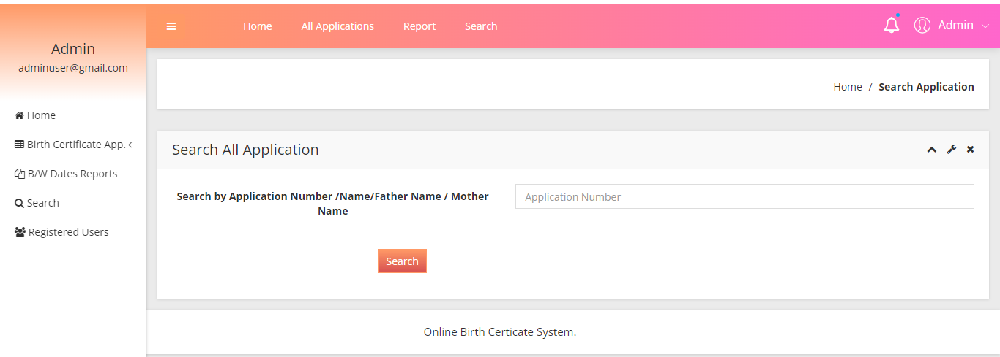 Admin
adminuser@gmail.com
Home
Birth Certificate App.
B/W Dates Reports
Search
Registered Users
Home All Applications Report Search
Admin
Home / Search Application
Search All Application
Search by Application Number /Name/Father Name / Mother
Name
Application Number
Search
Online Birth Certicate System.